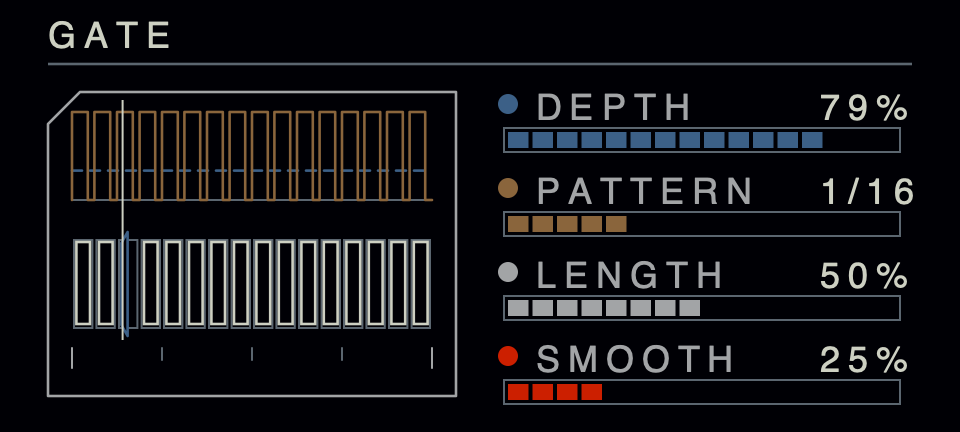 GATE
DEPTH 79%
PATTERN 1/16
LENGTH 50%
SMOOTH 25%